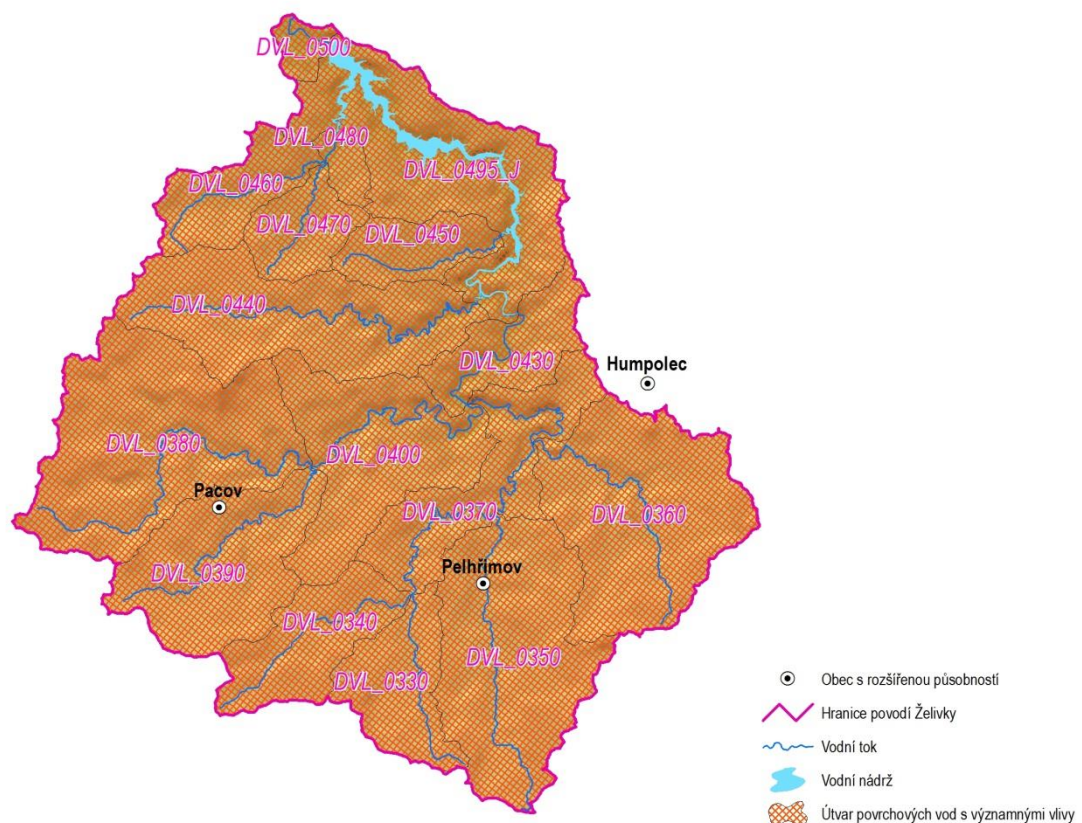 DVL_0500
DVL_0480
DVL_0495_J
DVL_0460
DVL_0470
DVL_0450
DVL_0440
DVL_0430
Humpolec
DVL_0380
DVL_0400
Pacov
DVL_0370
DVL_0360
DVL_0390
Pelhřimov
DVL_0340
DVL_0350
DVL_0330
Obec s rozšířenou působností
Hranice povodí Želivky
Vodní tok
Vodní nádrž
Útvar povrchových vod s významnými vlivy